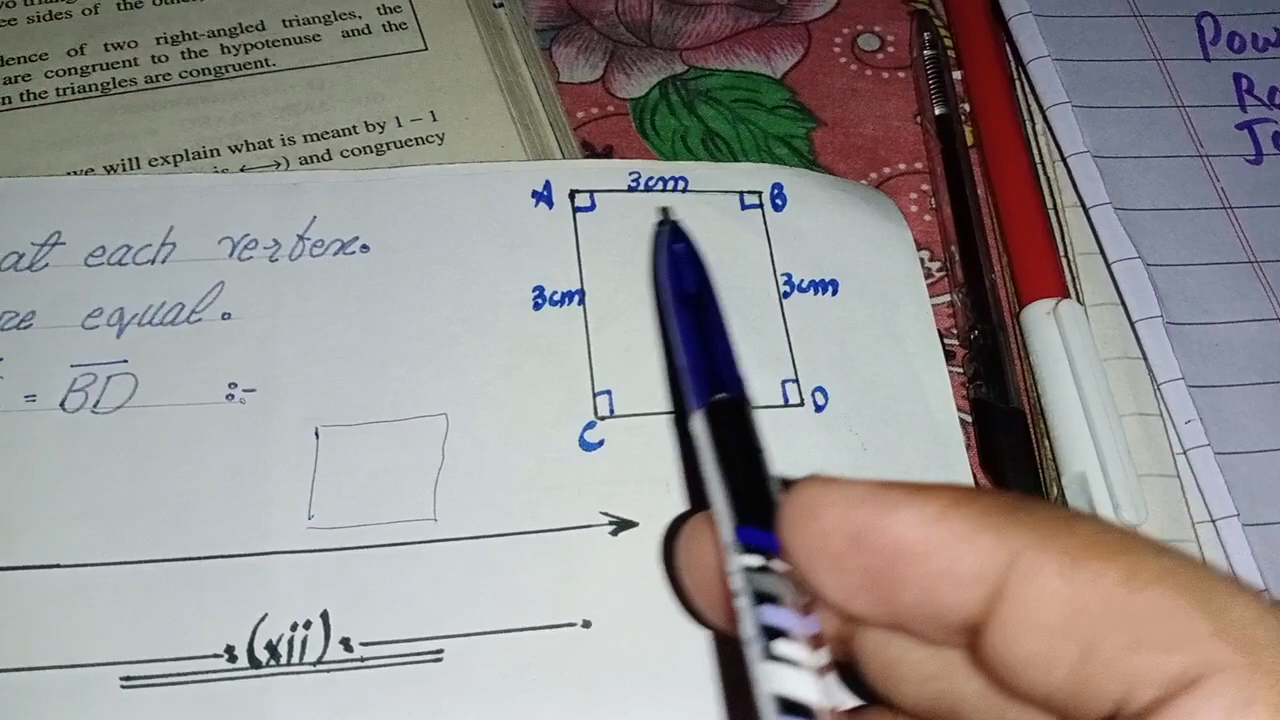 ee sides of the
dence of two right-angled triangles, the
are congruent to the hypotenuse and the
n the triangles are congruent.
we will explain what is meant by 1 – 1
(⟷) and congruency
at each vertex.
re equal.
= BD :-
A 3cm B
3cm 3cm
C D
(xii)
Pow